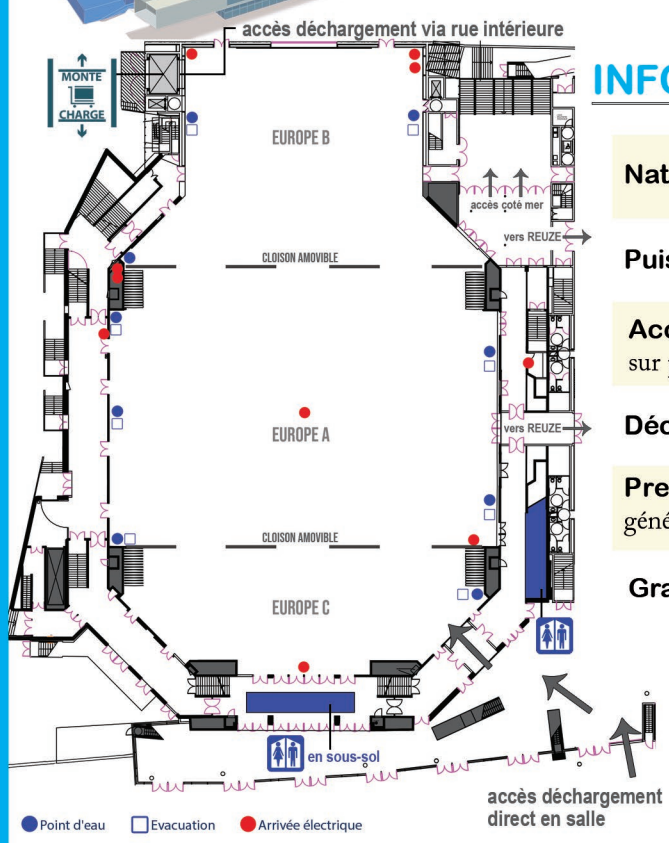 accès déchargement via rue intérieure
MONTE
CHARGE
EUROPE B
accès coté mer
vers REUZE
CLOISON AMOVIBLE
EUROPE A
vers REUZE
CLOISON AMOVIBLE
EUROPE C
en sous-sol
accès déchargement
direct en salle
Point d'eau
Evacuation
Arrivée électrique
INFO
Nat
Puis
Acc
sur
Déc
Pre
géné
Gra